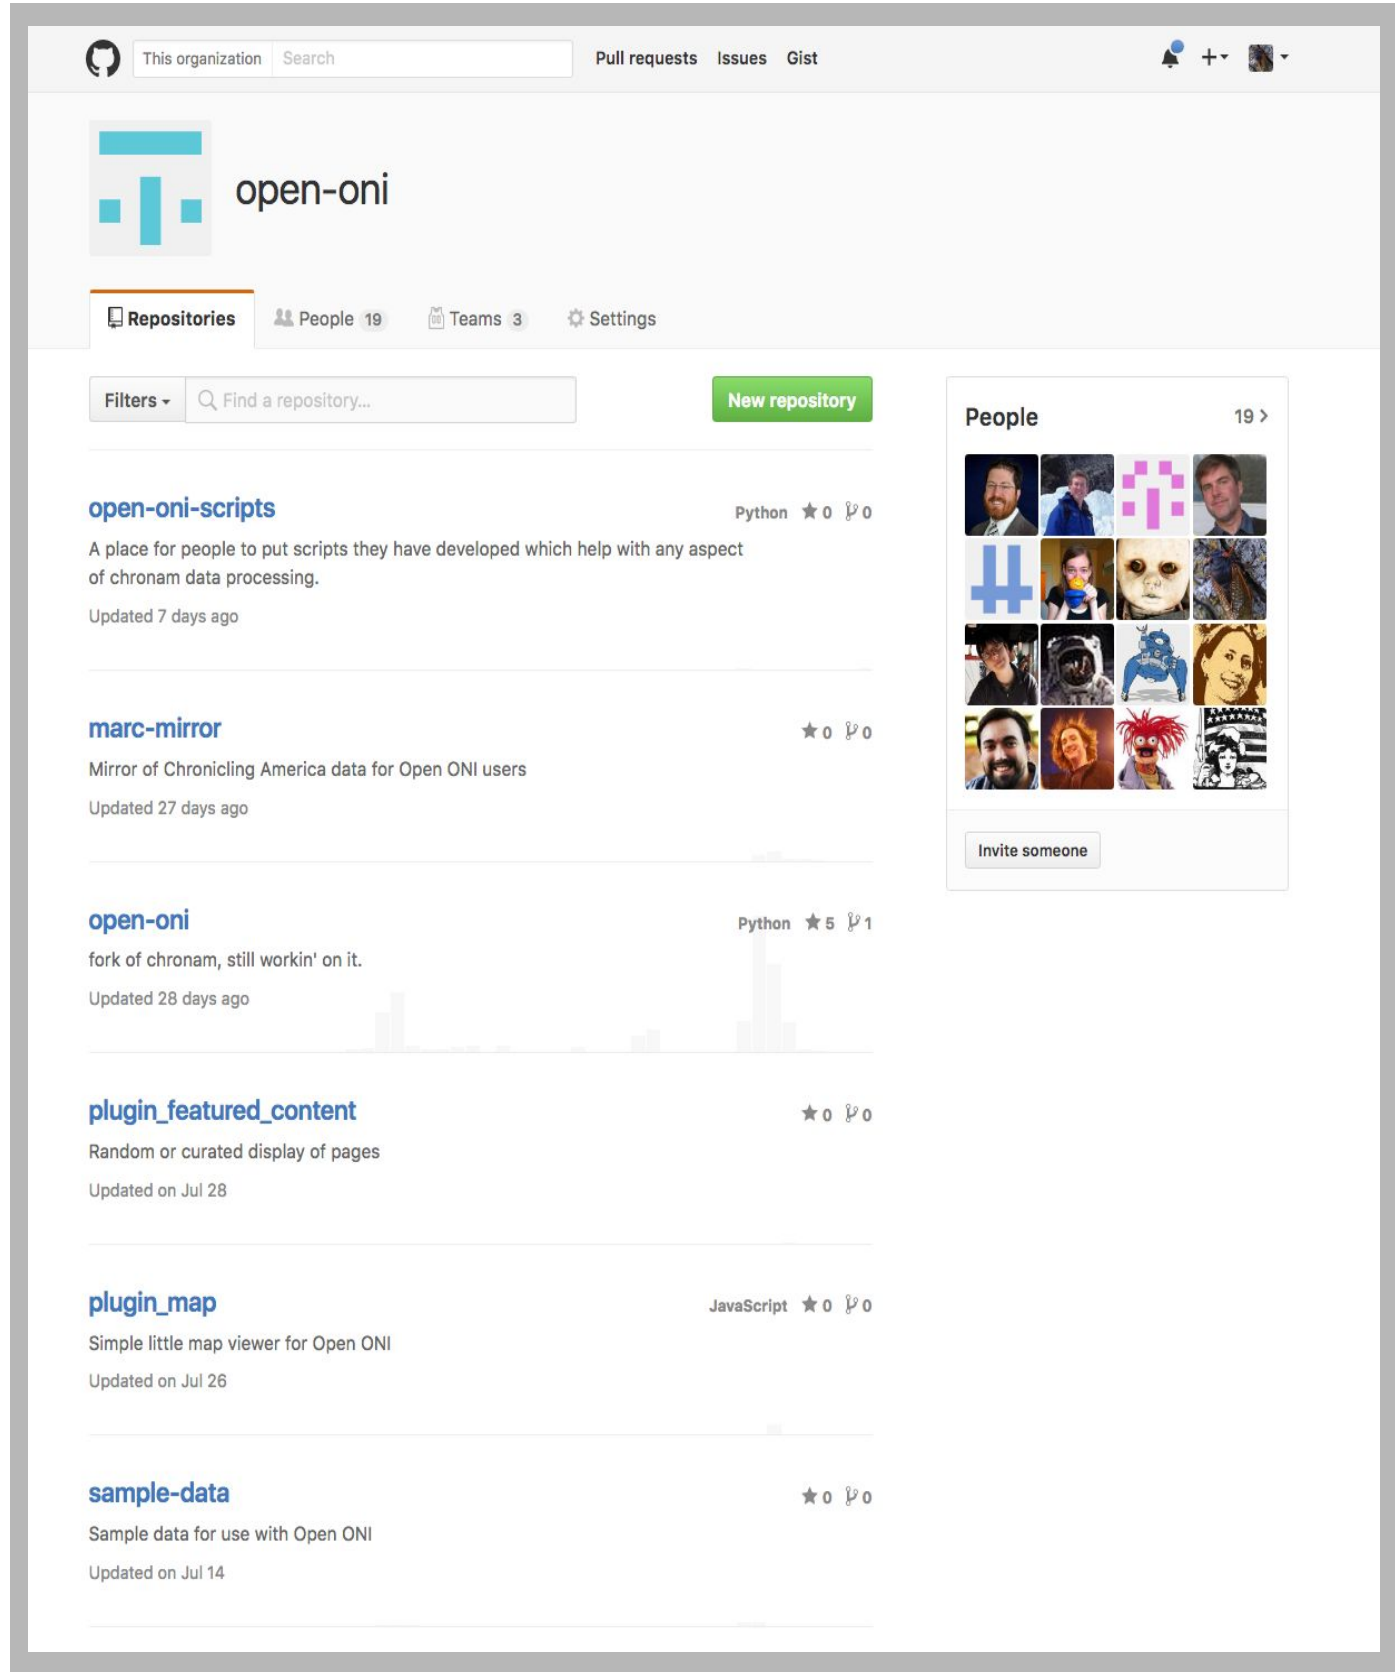 This organization Search Pull requests Issues Gist
open-oni
Repositories People 19 Teams 3 Settings
Filters Find a repository... New repository
open-oni-scripts
Python 0 0
A place for people to put scripts they have developed which help with any aspect
of chronam data processing.
Updated 7 days ago
marc-mirror
0 0
Mirror of Chronicling America data for Open ONI users
Updated 27 days ago
open-oni
Python 5 1
fork of chronam, still workin' on it.
Updated 28 days ago
plugin_featured_content
0 0
Random or curated display of pages
Updated on Jul 28
plugin_map
JavaScript 0 0
Simple little map viewer for Open ONI
Updated on Jul 26
sample-data
0 0
Sample data for use with Open ONI
Updated on Jul 14
People 19
Invite someone